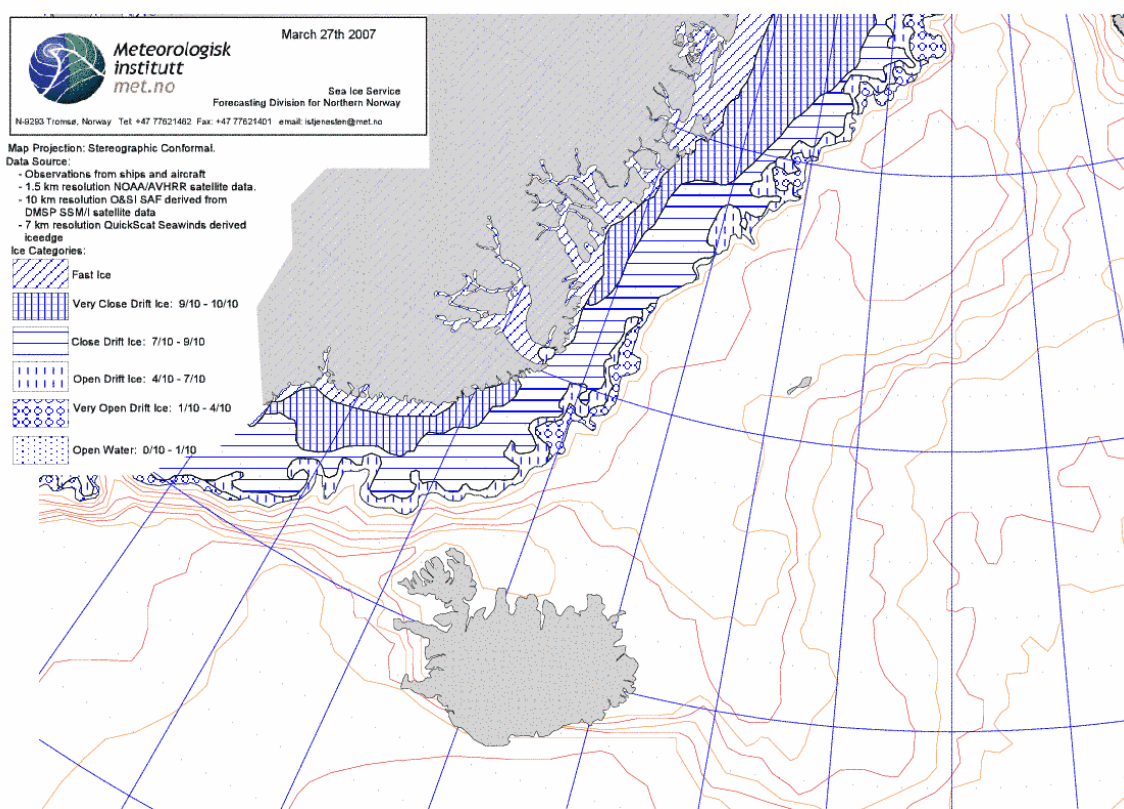 March 27th 2007
Meteorologisk
institutt
met.no
Sea Ice Service
Forecasting Division for Northern Norway
N-9293 Tromsø, Norway Tel: +47 77621462 Fax: +47 77621401 email: istjenesten@met.no
Map Projection: Stereographic Conformal.
Data Source:
- Observations from ships and aircraft
- 1.5 km resolution NOAA/AVHRR satellite data.
- 10 km resolution O&SI SAF derived from
DMSP SSM/I satellite data
- 7 km resolution QuickScat Seawinds derived
iceedge
Ice Categories:
Fast Ice
Very Close Drift Ice: 9/10 - 10/10
Close Drift Ice: 7/10 - 9/10
Open Drift Ice: 4/10 - 7/10
Very Open Drift Ice: 1/10 - 4/10
Open Water: 0/10 - 1/10